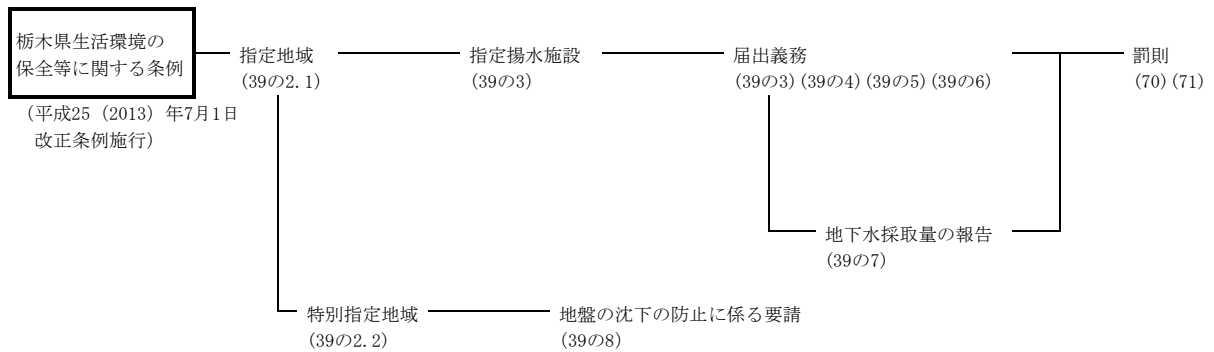 栃木県生活環境の
保全等に関する条例
(平成25 (2013) 年7月1日
改正条例施行)
指定地域
(39の2.1)
指定揚水施設
(39の3)
届出義務
(39の3)(39の4)(39の5)(39の6)
罰則
(70)(71)
地下水採取量の報告
(39の7)
特別指定地域
(39の2.2)
地盤の沈下の防止に係る要請
(39の8)